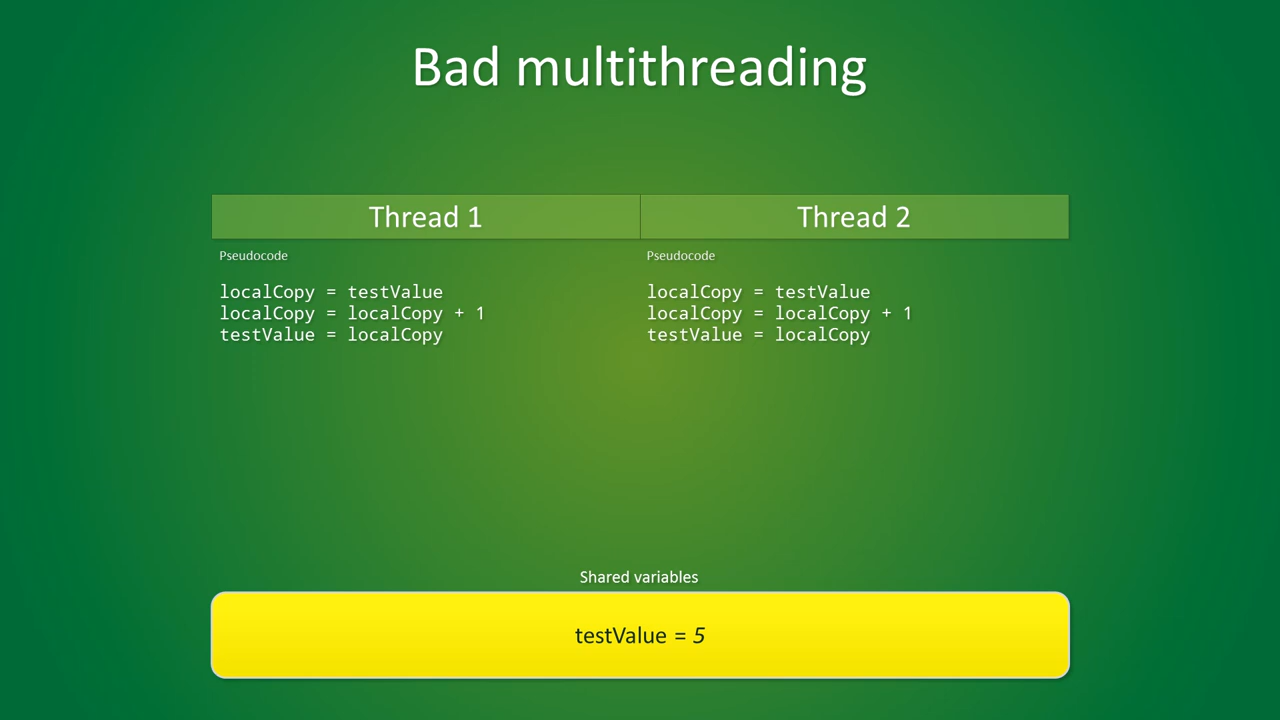 Bad multithreading
Thread 1
Thread 2
Pseudocode
localCopy = testValue
localCopy = localCopy + 1
testValue = localCopy
Pseudocode
localCopy = testValue
localCopy = localCopy + 1
testValue = localCopy
Shared variables
testValue = 5